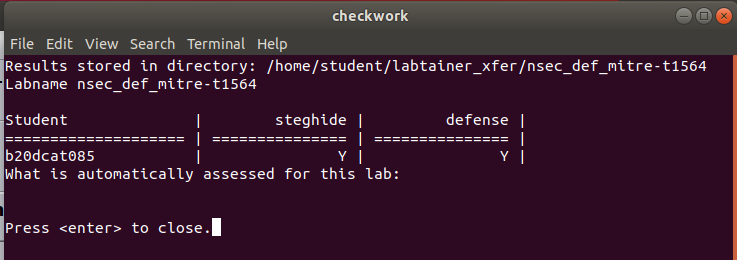 checkwork
File Edit View Search Terminal Help
Results stored in directory: /home/student/labtainer_xfer/nsec_def_mitre-t1564
Labname nsec_def_mitre-t1564
Student | steghide | defense |
==================== | =============== | =============== |
b20dcat085 | Y | Y |
What is automatically assessed for this lab:
Press <enter> to close.